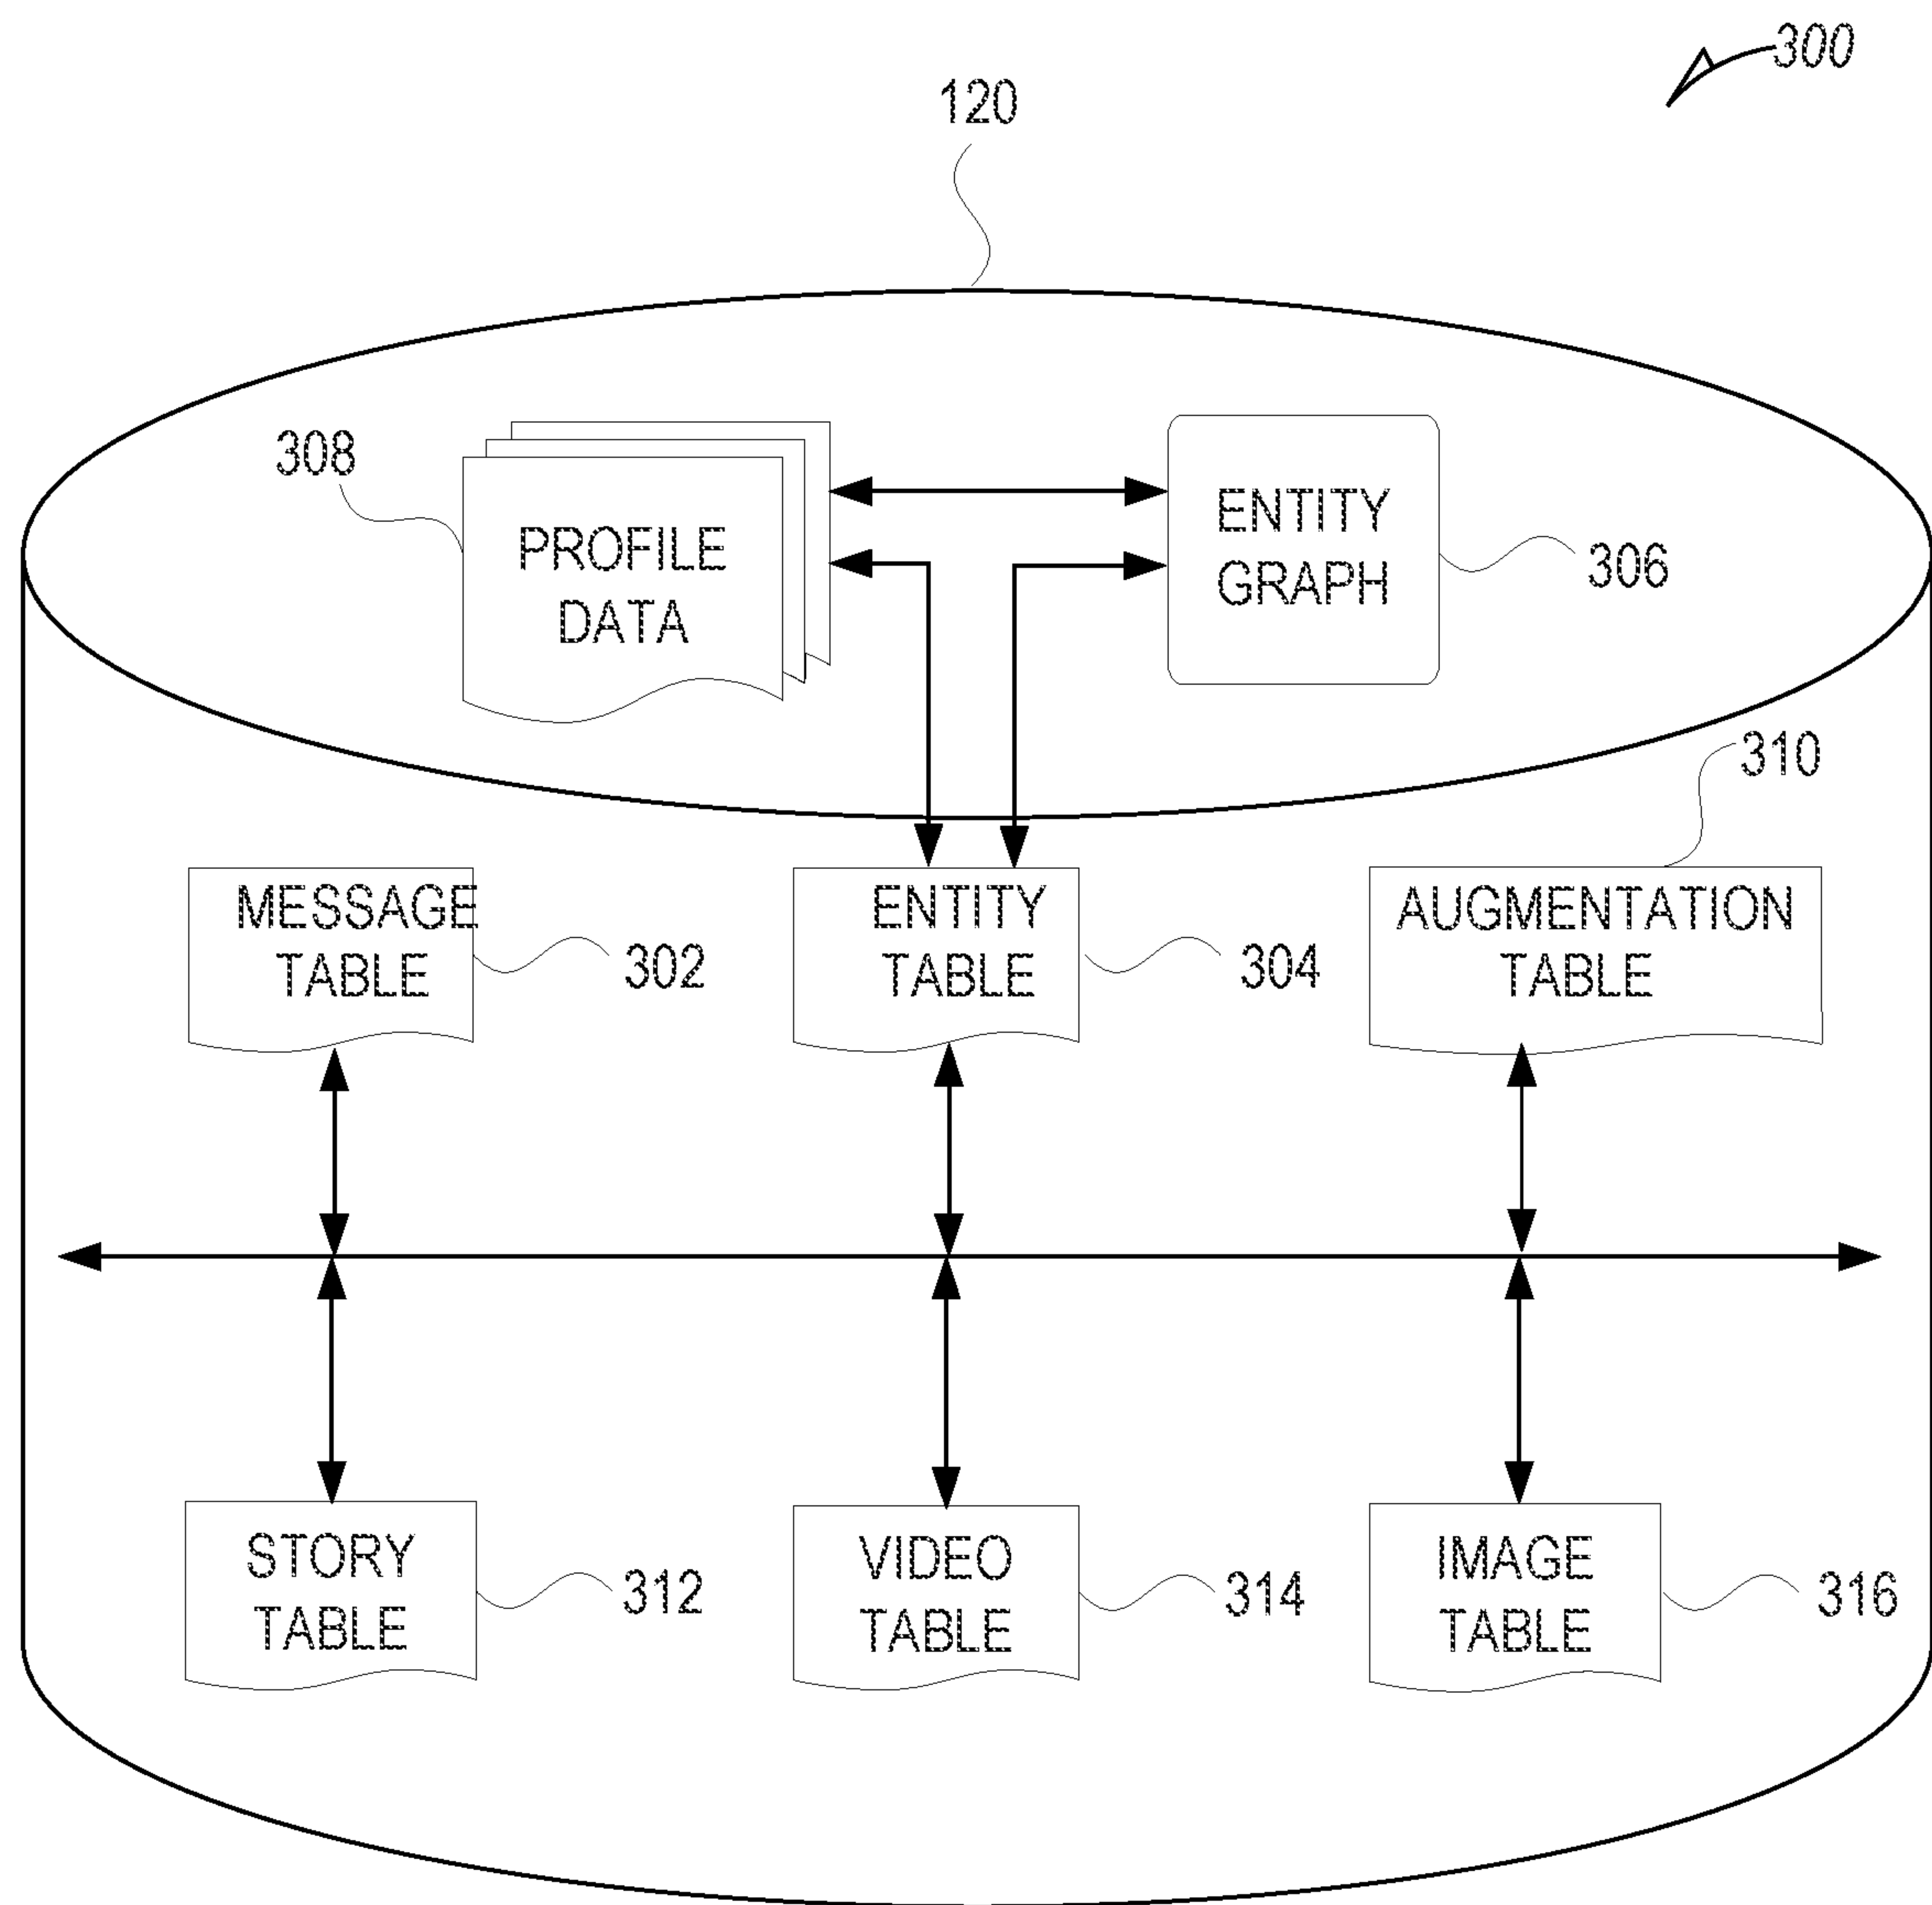 300
120
308
PROFILE
DATA
ENTITY
GRAPH
306
310
MESSAGE
TABLE
302
ENTITY
TABLE
304
AUGMENTATION
TABLE
STORY
TABLE
312
VIDEO
TABLE
314
IMAGE
TABLE
316